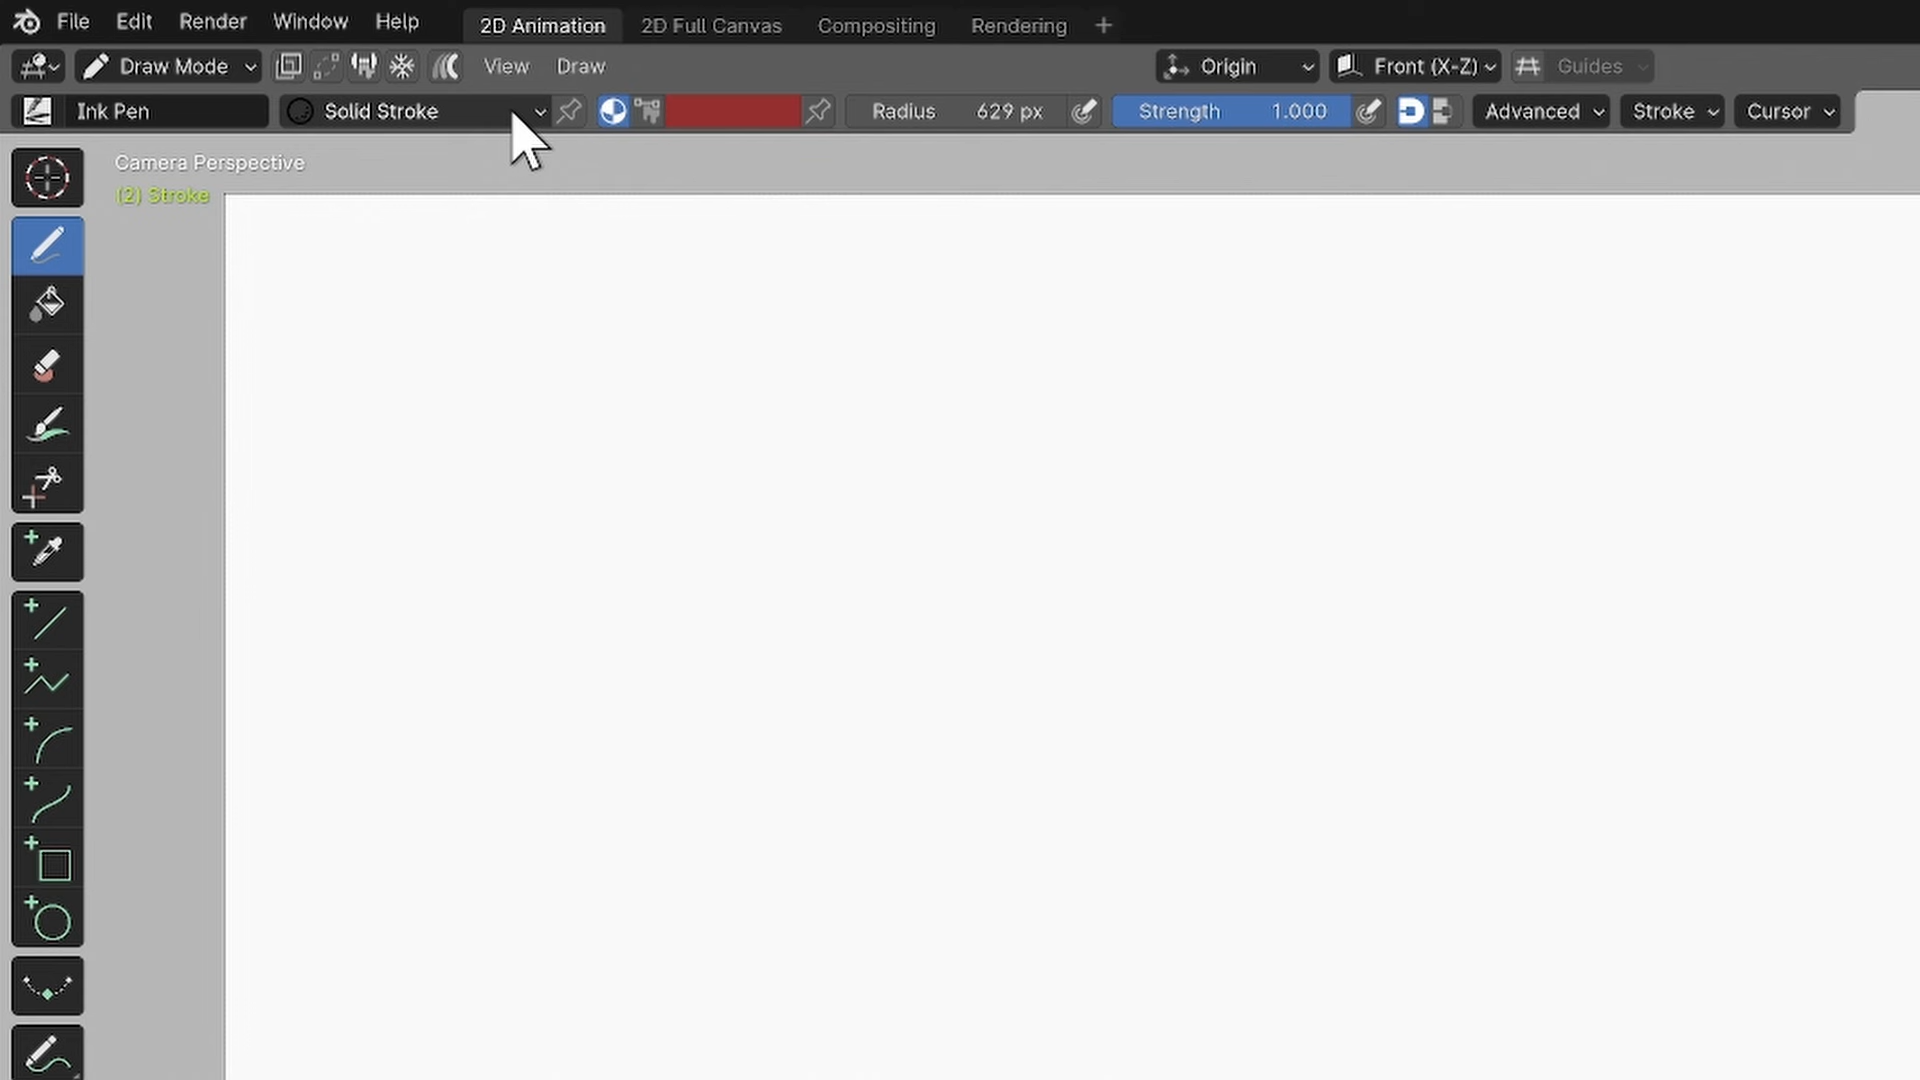 File Edit Render Window Help 2D Animation 2D Full Canvas Compositing Rendering
Draw Mode View Draw Origin Front (X-Z) Guides
Ink Pen Solid Stroke Radius 629 px Strength 1.000 Advanced Stroke Cursor
Camera Perspective
(2) Stroke